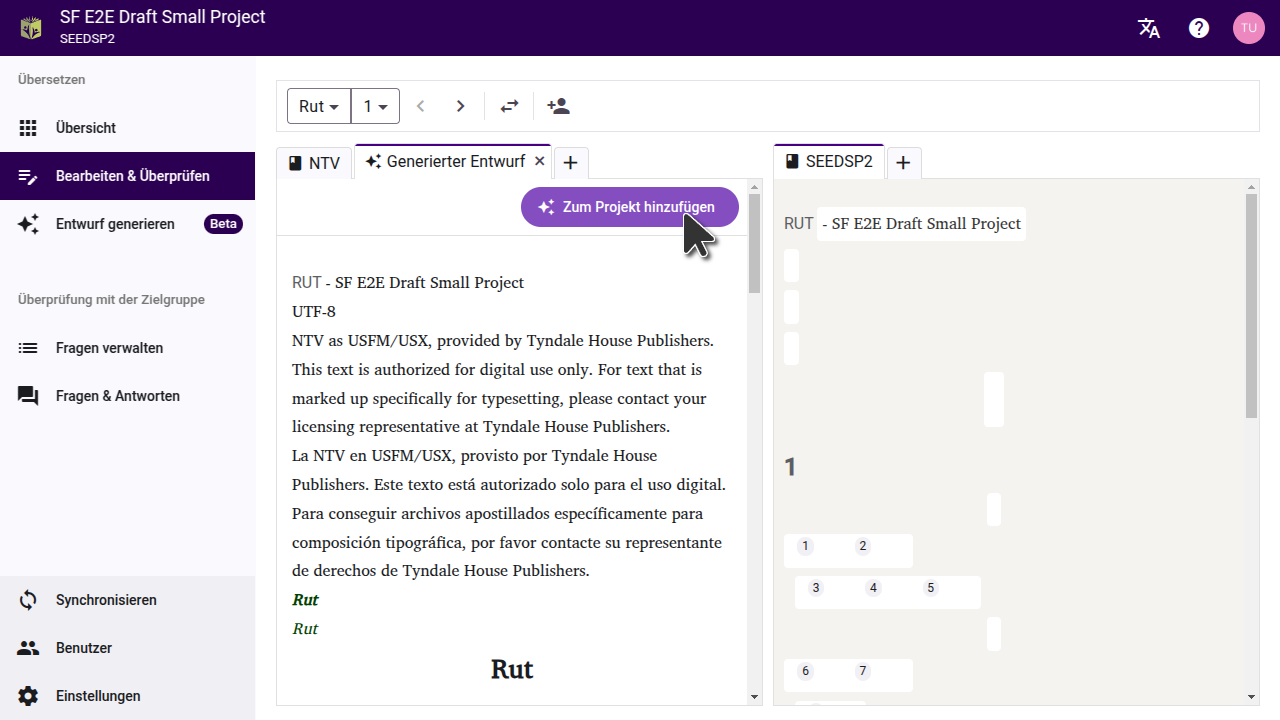 SF E2E Draft Small Project
SEEDSP2
TU
Übersetzen
Übersicht
Bearbeiten & Überprüfen
Entwurf generieren Beta
Überprüfung mit der Zielgruppe
Fragen verwalten
Fragen & Antworten
Synchronisieren
Benutzer
Einstellungen
Rut 1
NTV Generierter Entwurf
Zum Projekt hinzufügen
RUT - SF E2E Draft Small Project
UTF-8
NTV as USFM/USX, provided by Tyndale House Publishers.
This text is authorized for digital use only. For text that is
marked up specifically for typesetting, please contact your
licensing representative at Tyndale House Publishers.
La NTV en USFM/USX, provisto por Tyndale House
Publishers. Este texto está autorizado solo para el uso digital.
Para conseguir archivos apostillados específicamente para
composición tipográfica, por favor contacte su representante
de derechos de Tyndale House Publishers.
Rut
Rut
Rut
SEEDSP2
RUT - SF E2E Draft Small Project
1
1 2
3 4 5
6 7